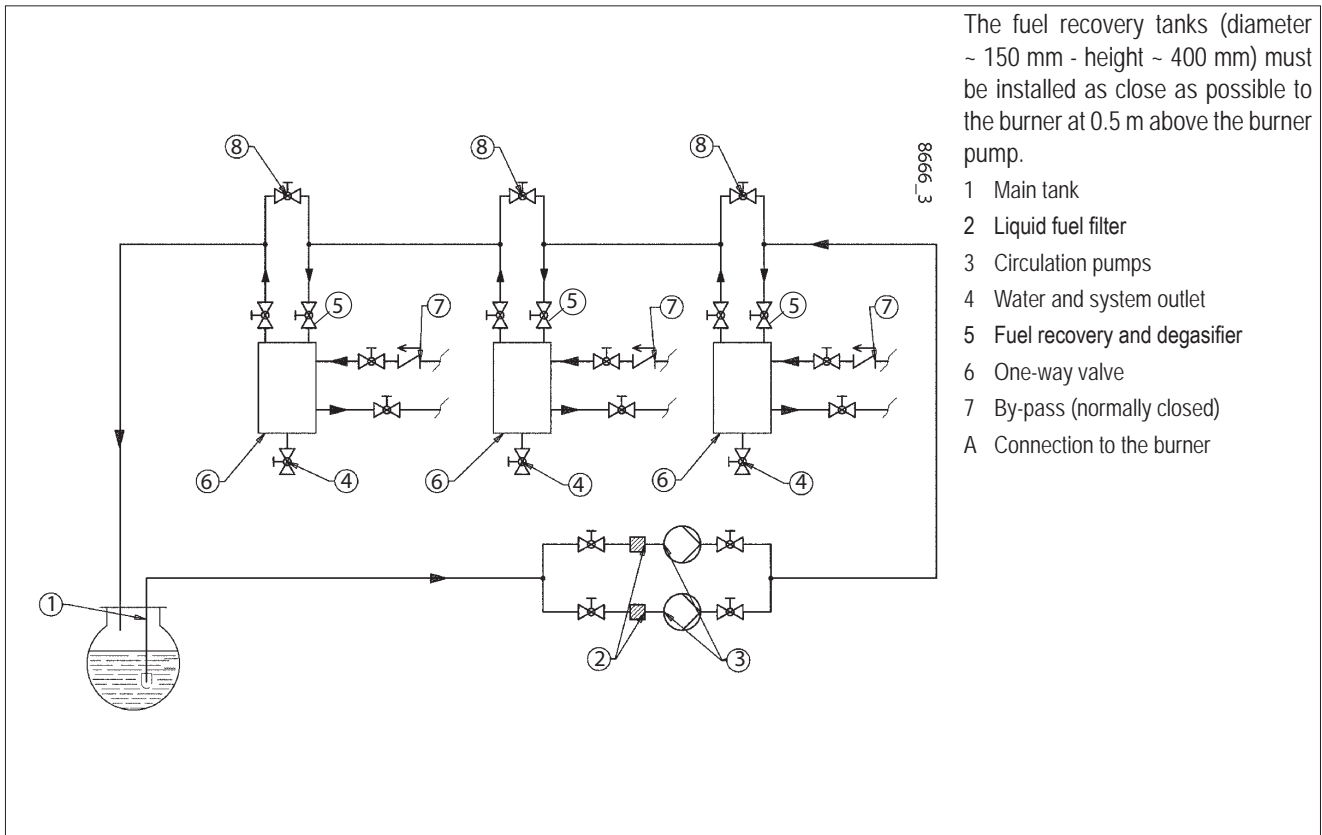 The fuel recovery tanks (diameter
~ 150 mm - height ~ 400 mm) must
be installed as close as possible to
the burner at 0.5 m above the burner
pump.
1 Main tank
2 Liquid fuel filter
3 Circulation pumps
4 Water and system outlet
5 Fuel recovery and degasifier
6 One-way valve
7 By-pass (normally closed)
A Connection to the burner
8666_3
8 8 8
5 7 5 7 5 7
6 4 6 4 6 4
1
2 3